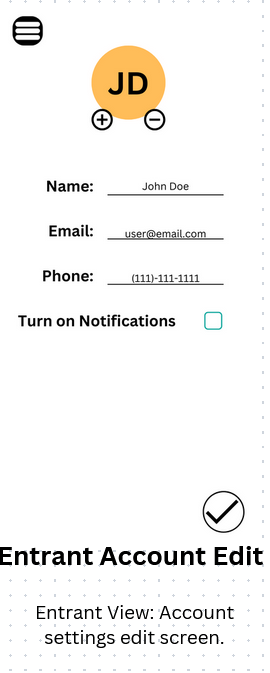 JD
Name: John Doe
Email: user@email.com
Phone: (111)-111-1111
Turn on Notifications
Entrant Account Edit
Entrant View: Account
settings edit screen.